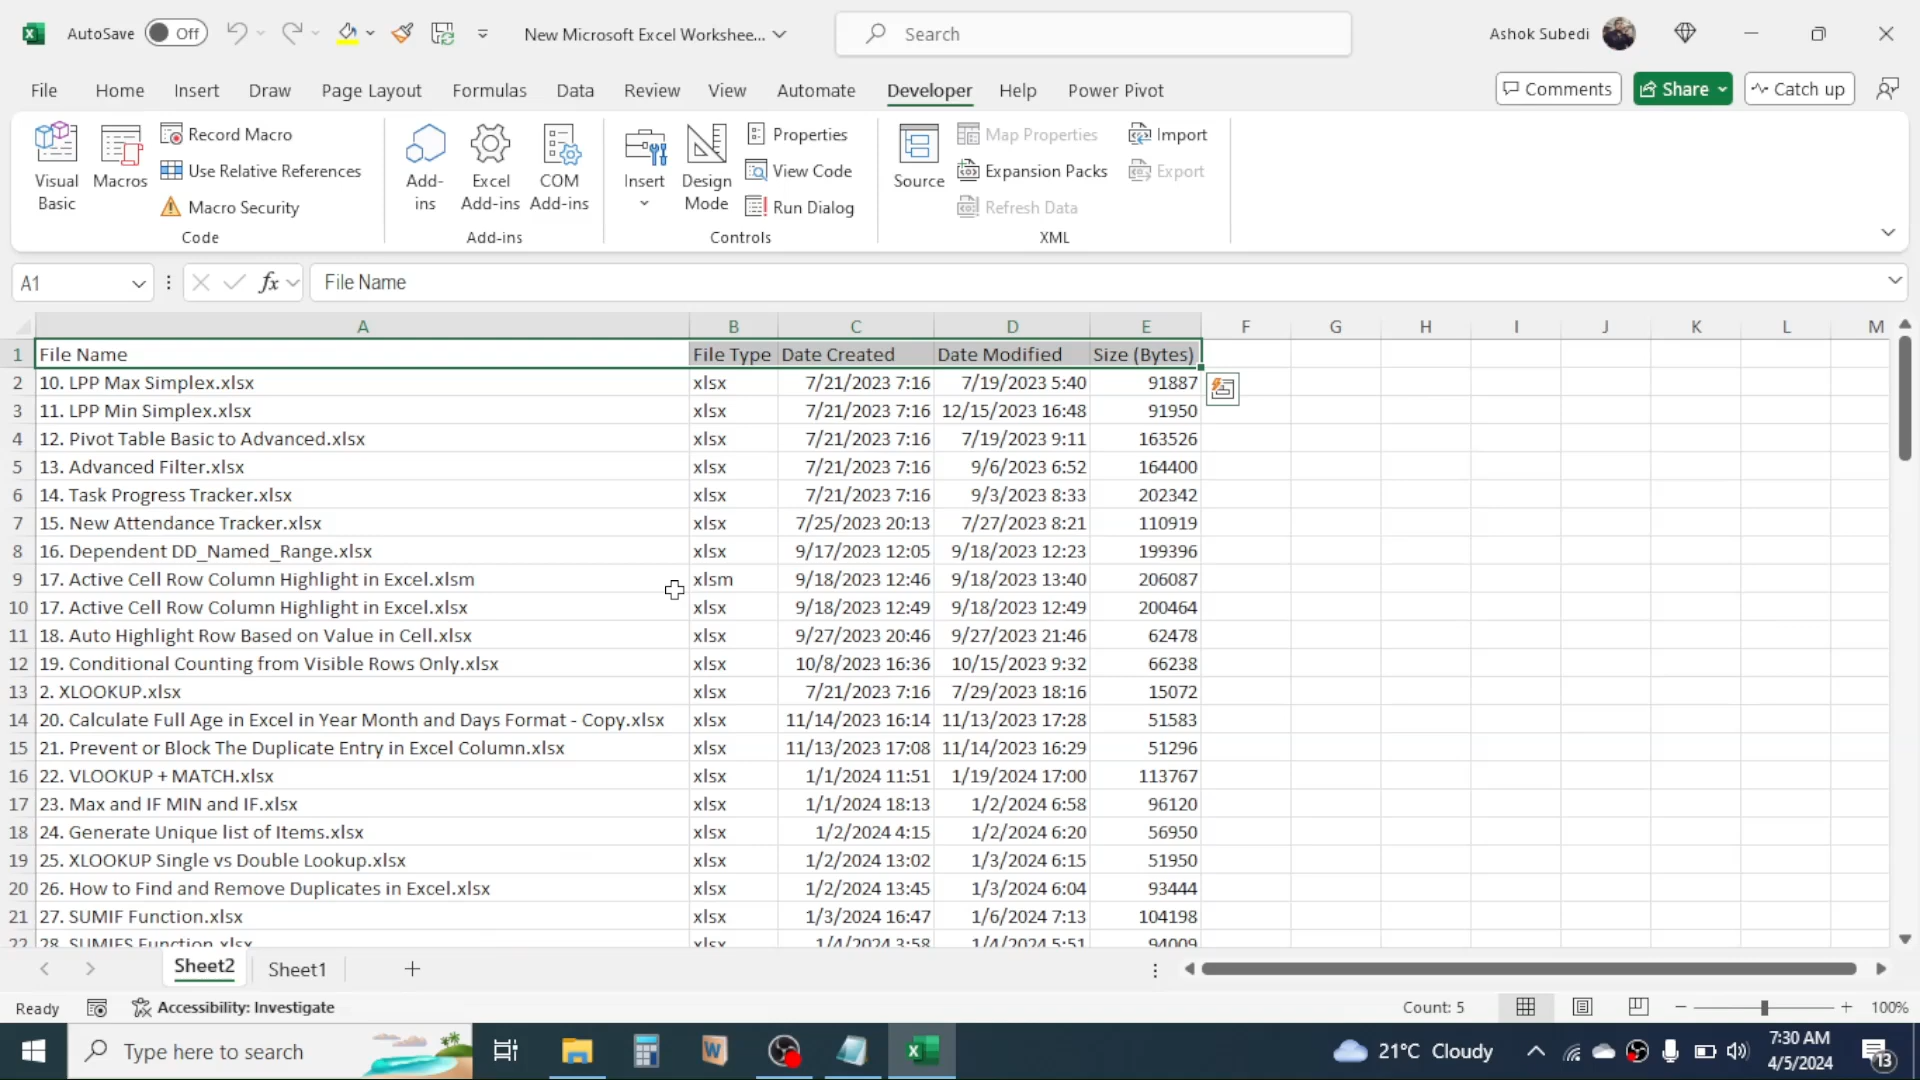 AutoSave Off New Microsoft Excel Workshee... Search Ashok Subedi
File Home Insert Draw Page Layout Formulas Data Review View Automate Developer Help Power Pivot Comments Share Catch up
Visual Basic
Macros
Record Macro
Use Relative References
Macro Security
Code
Add-ins
Excel Add-ins
COM Add-ins
Add-ins
Insert
Design Mode
Properties
View Code
Run Dialog
Controls
Source
Map Properties
Expansion Packs
Refresh Data
Import
Export
XML
A1 fx File Name
A B C D E F G H I J K L M
1 File Name File Type Date Created Date Modified Size (Bytes)
2 10. LPP Max Simplex.xlsx xlsx 7/21/2023 7:16 7/19/2023 5:40 91887
3 11. LPP Min Simplex.xlsx xlsx 7/21/2023 7:16 12/15/2023 16:48 91950
4 12. Pivot Table Basic to Advanced.xlsx xlsx 7/21/2023 7:16 7/19/2023 9:11 163526
5 13. Advanced Filter.xlsx xlsx 7/21/2023 7:16 9/6/2023 6:52 164400
6 14. Task Progress Tracker.xlsx xlsx 7/21/2023 7:16 9/3/2023 8:33 202342
7 15. New Attendance Tracker.xlsx xlsx 7/25/2023 20:13 7/27/2023 8:21 110919
8 16. Dependent DD_Named_Range.xlsx xlsx 9/17/2023 12:05 9/18/2023 12:23 199396
9 17. Active Cell Row Column Highlight in Excel.xlsm xlsm 9/18/2023 12:46 9/18/2023 13:40 206087
10 17. Active Cell Row Column Highlight in Excel.xlsx xlsx 9/18/2023 12:49 9/18/2023 12:49 200464
11 18. Auto Highlight Row Based on Value in Cell.xlsx xlsx 9/27/2023 20:46 9/27/2023 21:46 62478
12 19. Conditional Counting from Visible Rows Only.xlsx xlsx 10/8/2023 16:36 10/15/2023 9:32 66238
13 2. XLOOKUP.xlsx xlsx 7/21/2023 7:16 7/29/2023 18:16 15072
14 20. Calculate Full Age in Excel in Year Month and Days Format - Copy.xlsx xlsx 11/14/2023 16:14 11/13/2023 17:28 51583
15 21. Prevent or Block The Duplicate Entry in Excel Column.xlsx xlsx 11/13/2023 17:08 11/14/2023 16:29 51296
16 22. VLOOKUP + MATCH.xlsx xlsx 1/1/2024 11:51 1/19/2024 17:00 113767
17 23. Max and IF MIN and IF.xlsx xlsx 1/1/2024 18:13 1/2/2024 6:58 96120
18 24. Generate Unique list of Items.xlsx xlsx 1/2/2024 4:15 1/2/2024 6:20 56950
19 25. XLOOKUP Single vs Double Lookup.xlsx xlsx 1/2/2024 13:02 1/3/2024 6:15 51950
20 26. How to Find and Remove Duplicates in Excel.xlsx xlsx 1/2/2024 13:45 1/3/2024 6:04 93444
21 27. SUMIF Function.xlsx xlsx 1/3/2024 16:47 1/6/2024 7:13 104198
22 28. SUMIFS Function.xlsx xlsx 1/4/2024 3:58 1/4/2024 5:51 94009
Sheet2 Sheet1
Ready Accessibility: Investigate Count: 5 100%
Type here to search 21°C Cloudy 7:30 AM
4/5/2024 13